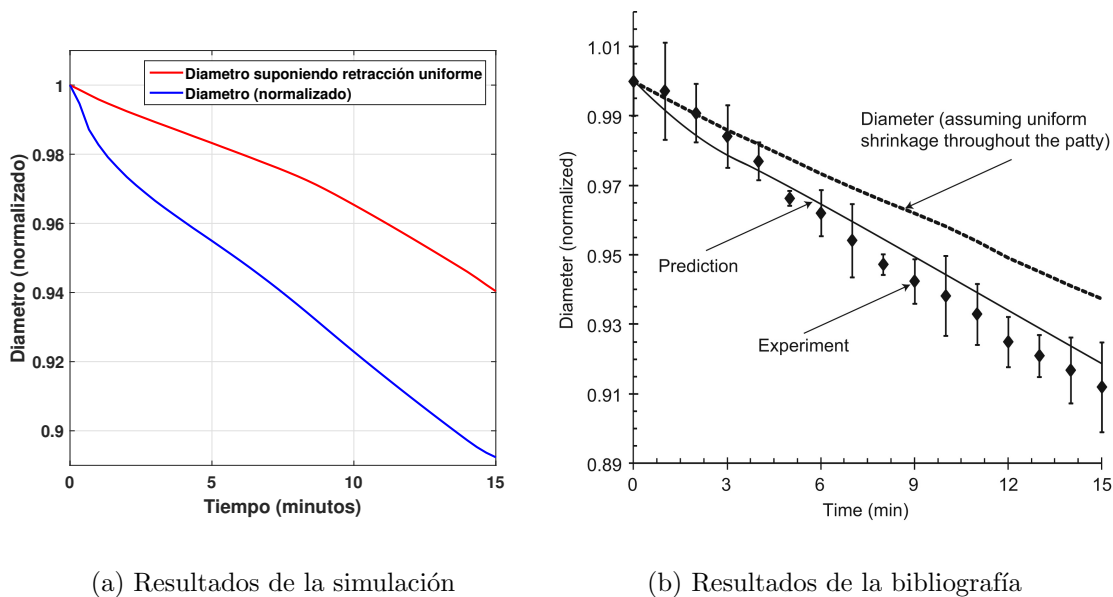 Diametro suponiendo retracción uniforme
Diametro (normalizado)
1
0.98
0.96
0.94
0.92
0.9
Diametro (normalizado)
0
5
10
15
Tiempo (minutos)
(a) Resultados de la simulación
1.01
0.99
0.97
0.95
0.93
0.91
0.89
Diameter (normalized)
Diameter (assuming uniform
shrinkage throughout the patty)
Prediction
Experiment
0
3
6
9
12
15
Time (min)
(b) Resultados de la bibliografía